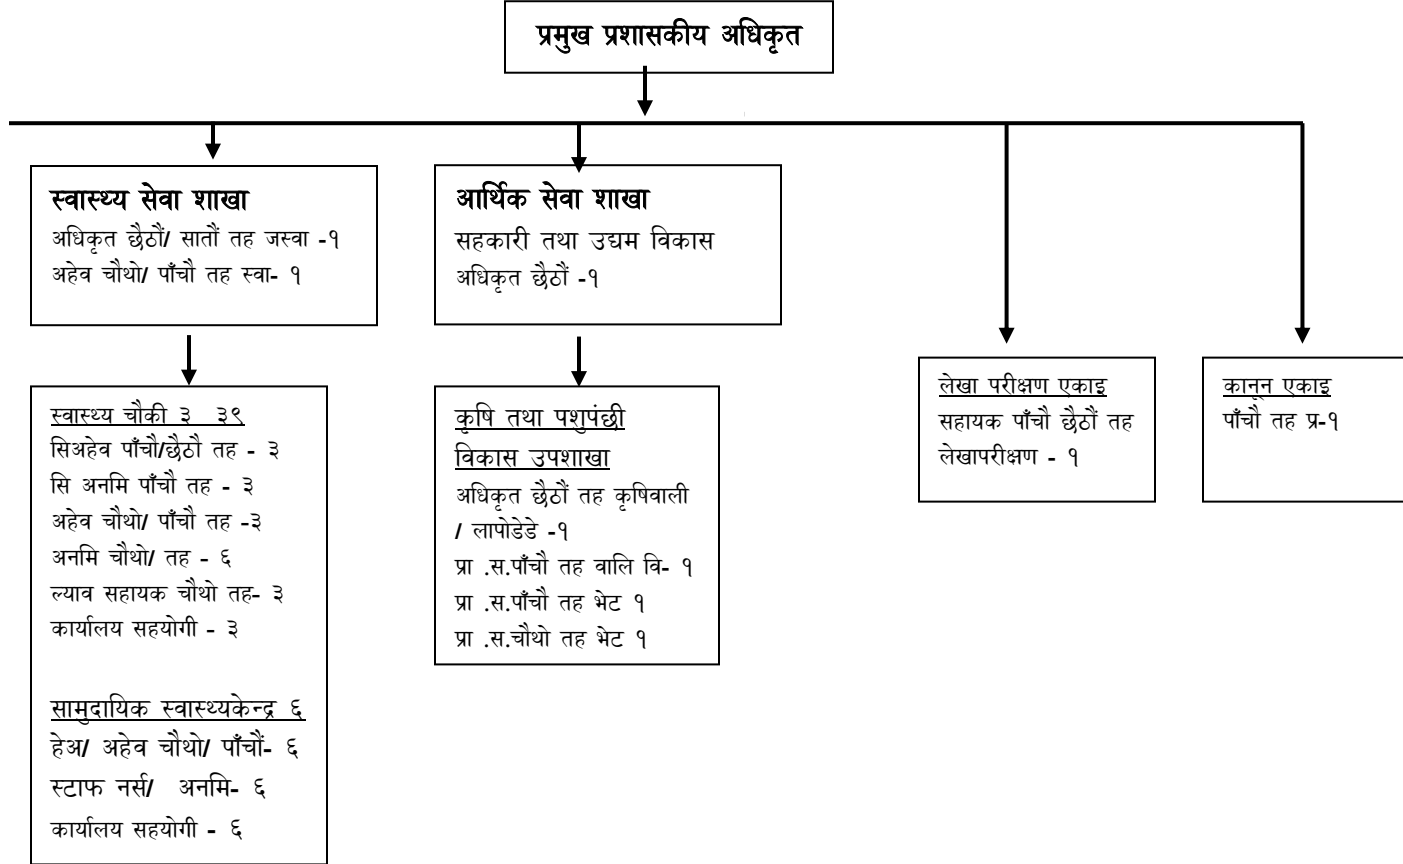 प्रमुख प्रशासकीय अधिकृत
स्वास्थ्य सेवा शाखा
अधिकृत छैठौं/ सातौं तह जस्वा -१
अहेव चौथो/ पाँचौ तह स्वा- १
आर्थिक सेवा शाखा
सहकारी तथा उद्यम विकास
अधिकृत छैठौं -१
स्वास्थ्य चौकी ३ ३९
सिअहेव पाँचौ/छैठौ तह - ३
सि अनमि पाँचौ तह - ३
अहेव चौथो/ पाँचौ तह -३
अनमि चौथो/ तह - ६
ल्याव सहायक चौथो तह- ३
कार्यालय सहयोगी - ३
सामुदायिक स्वास्थ्यकेन्द्र ६
हेअ/ अहेव चौथो/ पाँचौं- ६
स्टाफ नर्स/ अनमि- ६
कार्यालय सहयोगी - ६
कृषि तथा पशुपंछी
विकास उपशाखा
अधिकृत छैठौं तह कृषिवाली
/ लापोडेडे -१
प्रा .स.पाँचौ तह वालि वि- १
प्रा .स.पाँचौ तह भेट १
प्रा .स.चौथो तह भेट १
लेखा परीक्षण एकाइ
सहायक पाँचौ छैठौं तह
लेखापरीक्षण - १
कानून एकाइ
पाँचौ तह प्र-१